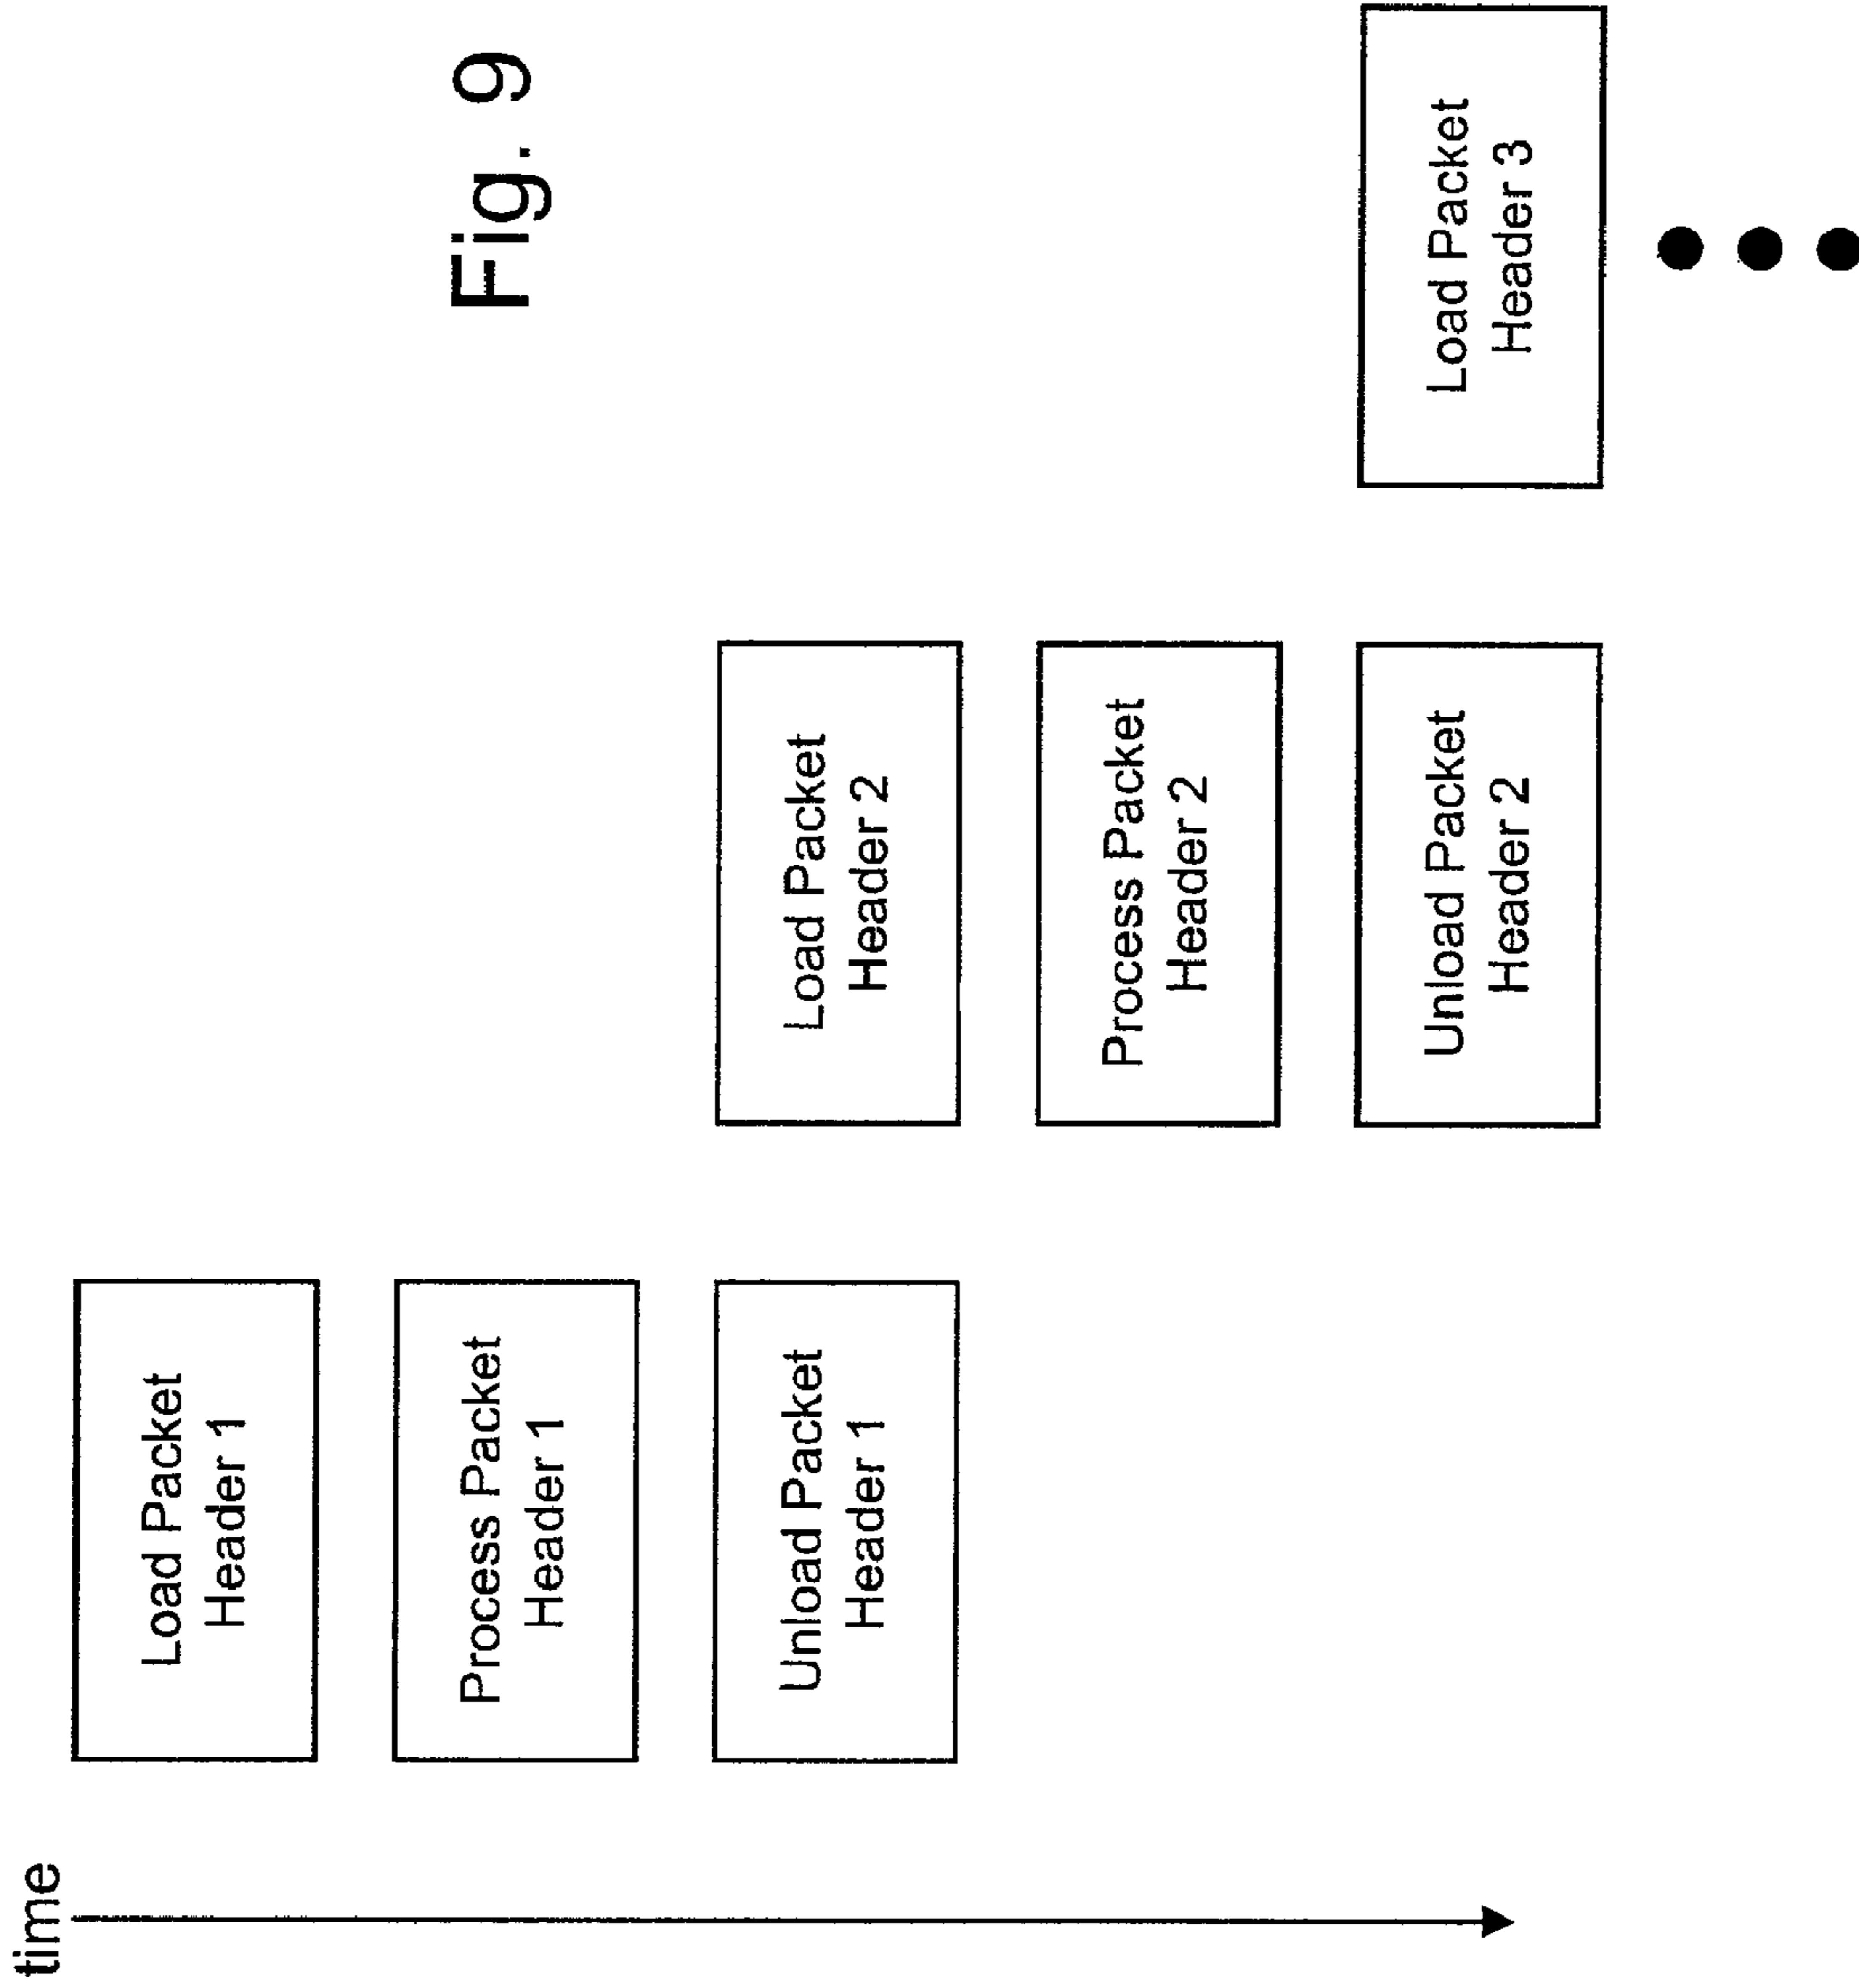 time
Load Packet
Header 1
Process Packet
Header 1
Unload Packet
Header 1
Load Packet
Header 2
Process Packet
Header 2
Unload Packet
Header 2
Load Packet
Header 3
Fig. 9